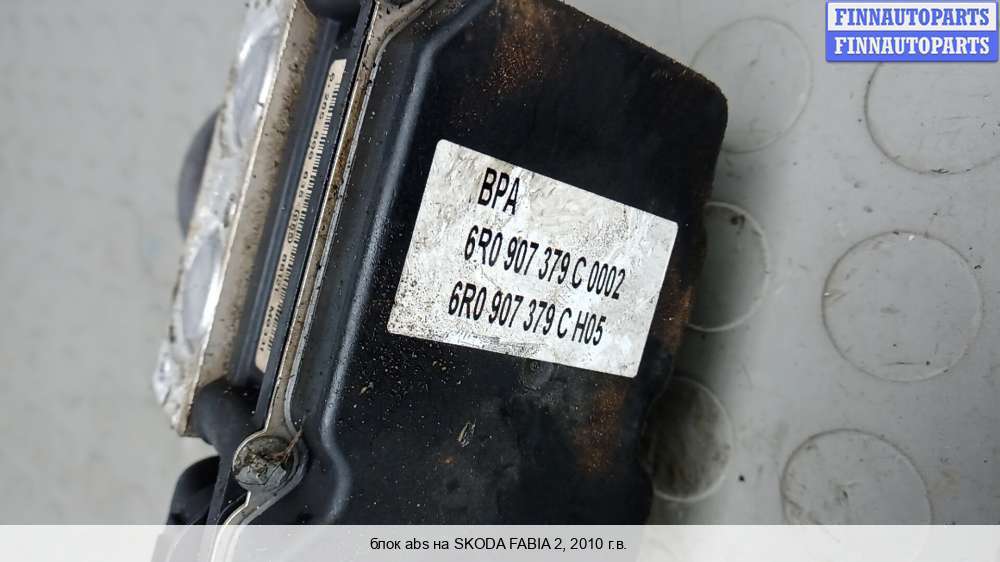 FINNAUTOPARTS
FINNAUTOPARTS
BPA
6R0 907 379 C 0002
6R0 907 379 C H05
блок abs на SKODA FABIA 2, 2010 г.в.